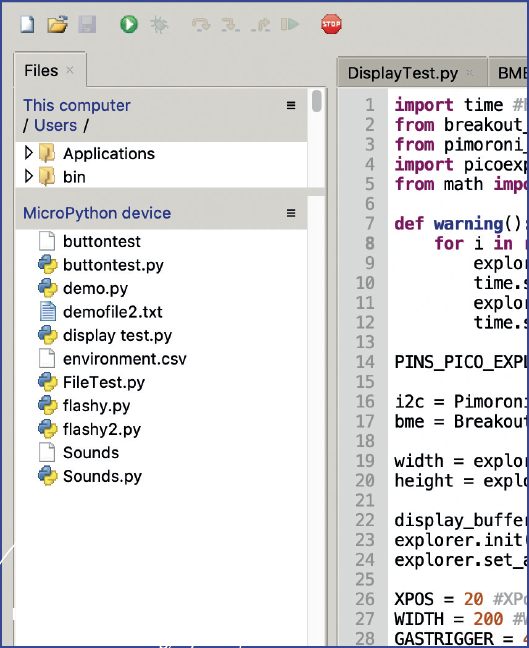 STOP
Files ×
DisplayTest.py ×
BME
This computer
/ Users /
Applications
bin
MicroPython device
buttontest
buttontest.py
demo.py
demofile2.txt
display test.py
environment.csv
FileTest.py
flashy.py
flashy2.py
Sounds
Sounds.py
1 import time #
2 from breakout_
3 from pimoroni_
4 import picoexp
5 from math impo
6
7 def warning():
8 for i in r
9 explor
10 time.s
11 explor
12 time.s
13
14 PINS_PICO_EXPL
15
16 i2c = Pimoroni
17 bme = Breakout
18
19 width = explor
20 height = explo
21
22 display_buffer
23 explorer.init(
24 explorer.set_a
25
26 XPOS = 20 #XPo
27 WIDTH = 200 #W
28 GASTRIGGER = 4